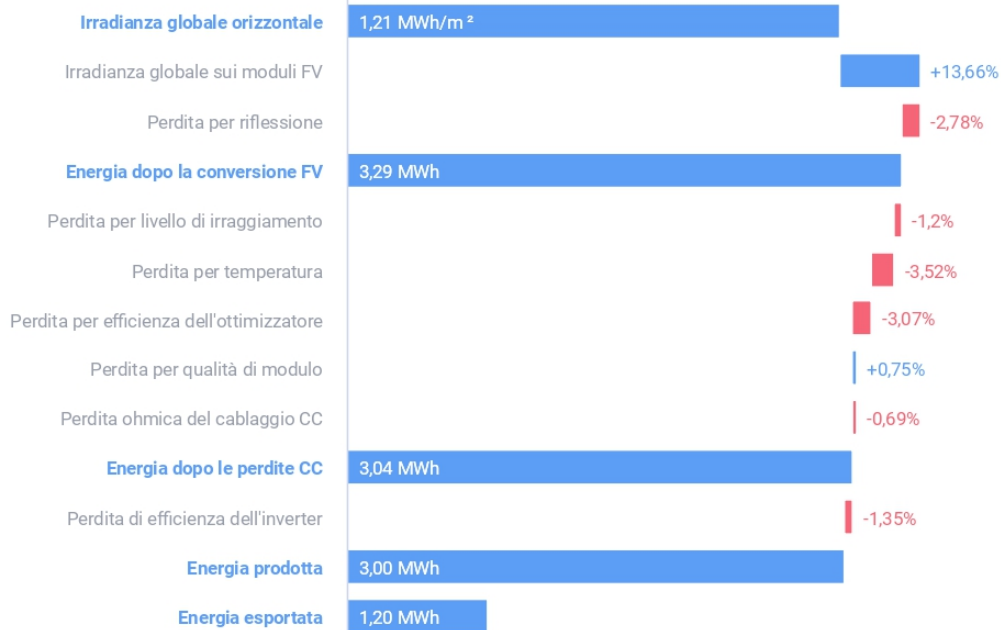 Irradianza globale orizzontale 1,21 MWh/m ²
Irradianza globale sui moduli FV +13,66%
Perdita per riflessione -2,78%
Energia dopo la conversione FV 3,29 MWh
Perdita per livello di irraggiamento -1,2%
Perdita per temperatura -3,52%
Perdita per efficienza dell'ottimizzatore -3,07%
Perdita per qualità di modulo +0,75%
Perdita ohmica del cablaggio CC -0,69%
Energia dopo le perdite CC 3,04 MWh
Perdita di efficienza dell'inverter -1,35%
Energia prodotta 3,00 MWh
Energia esportata 1,20 MWh